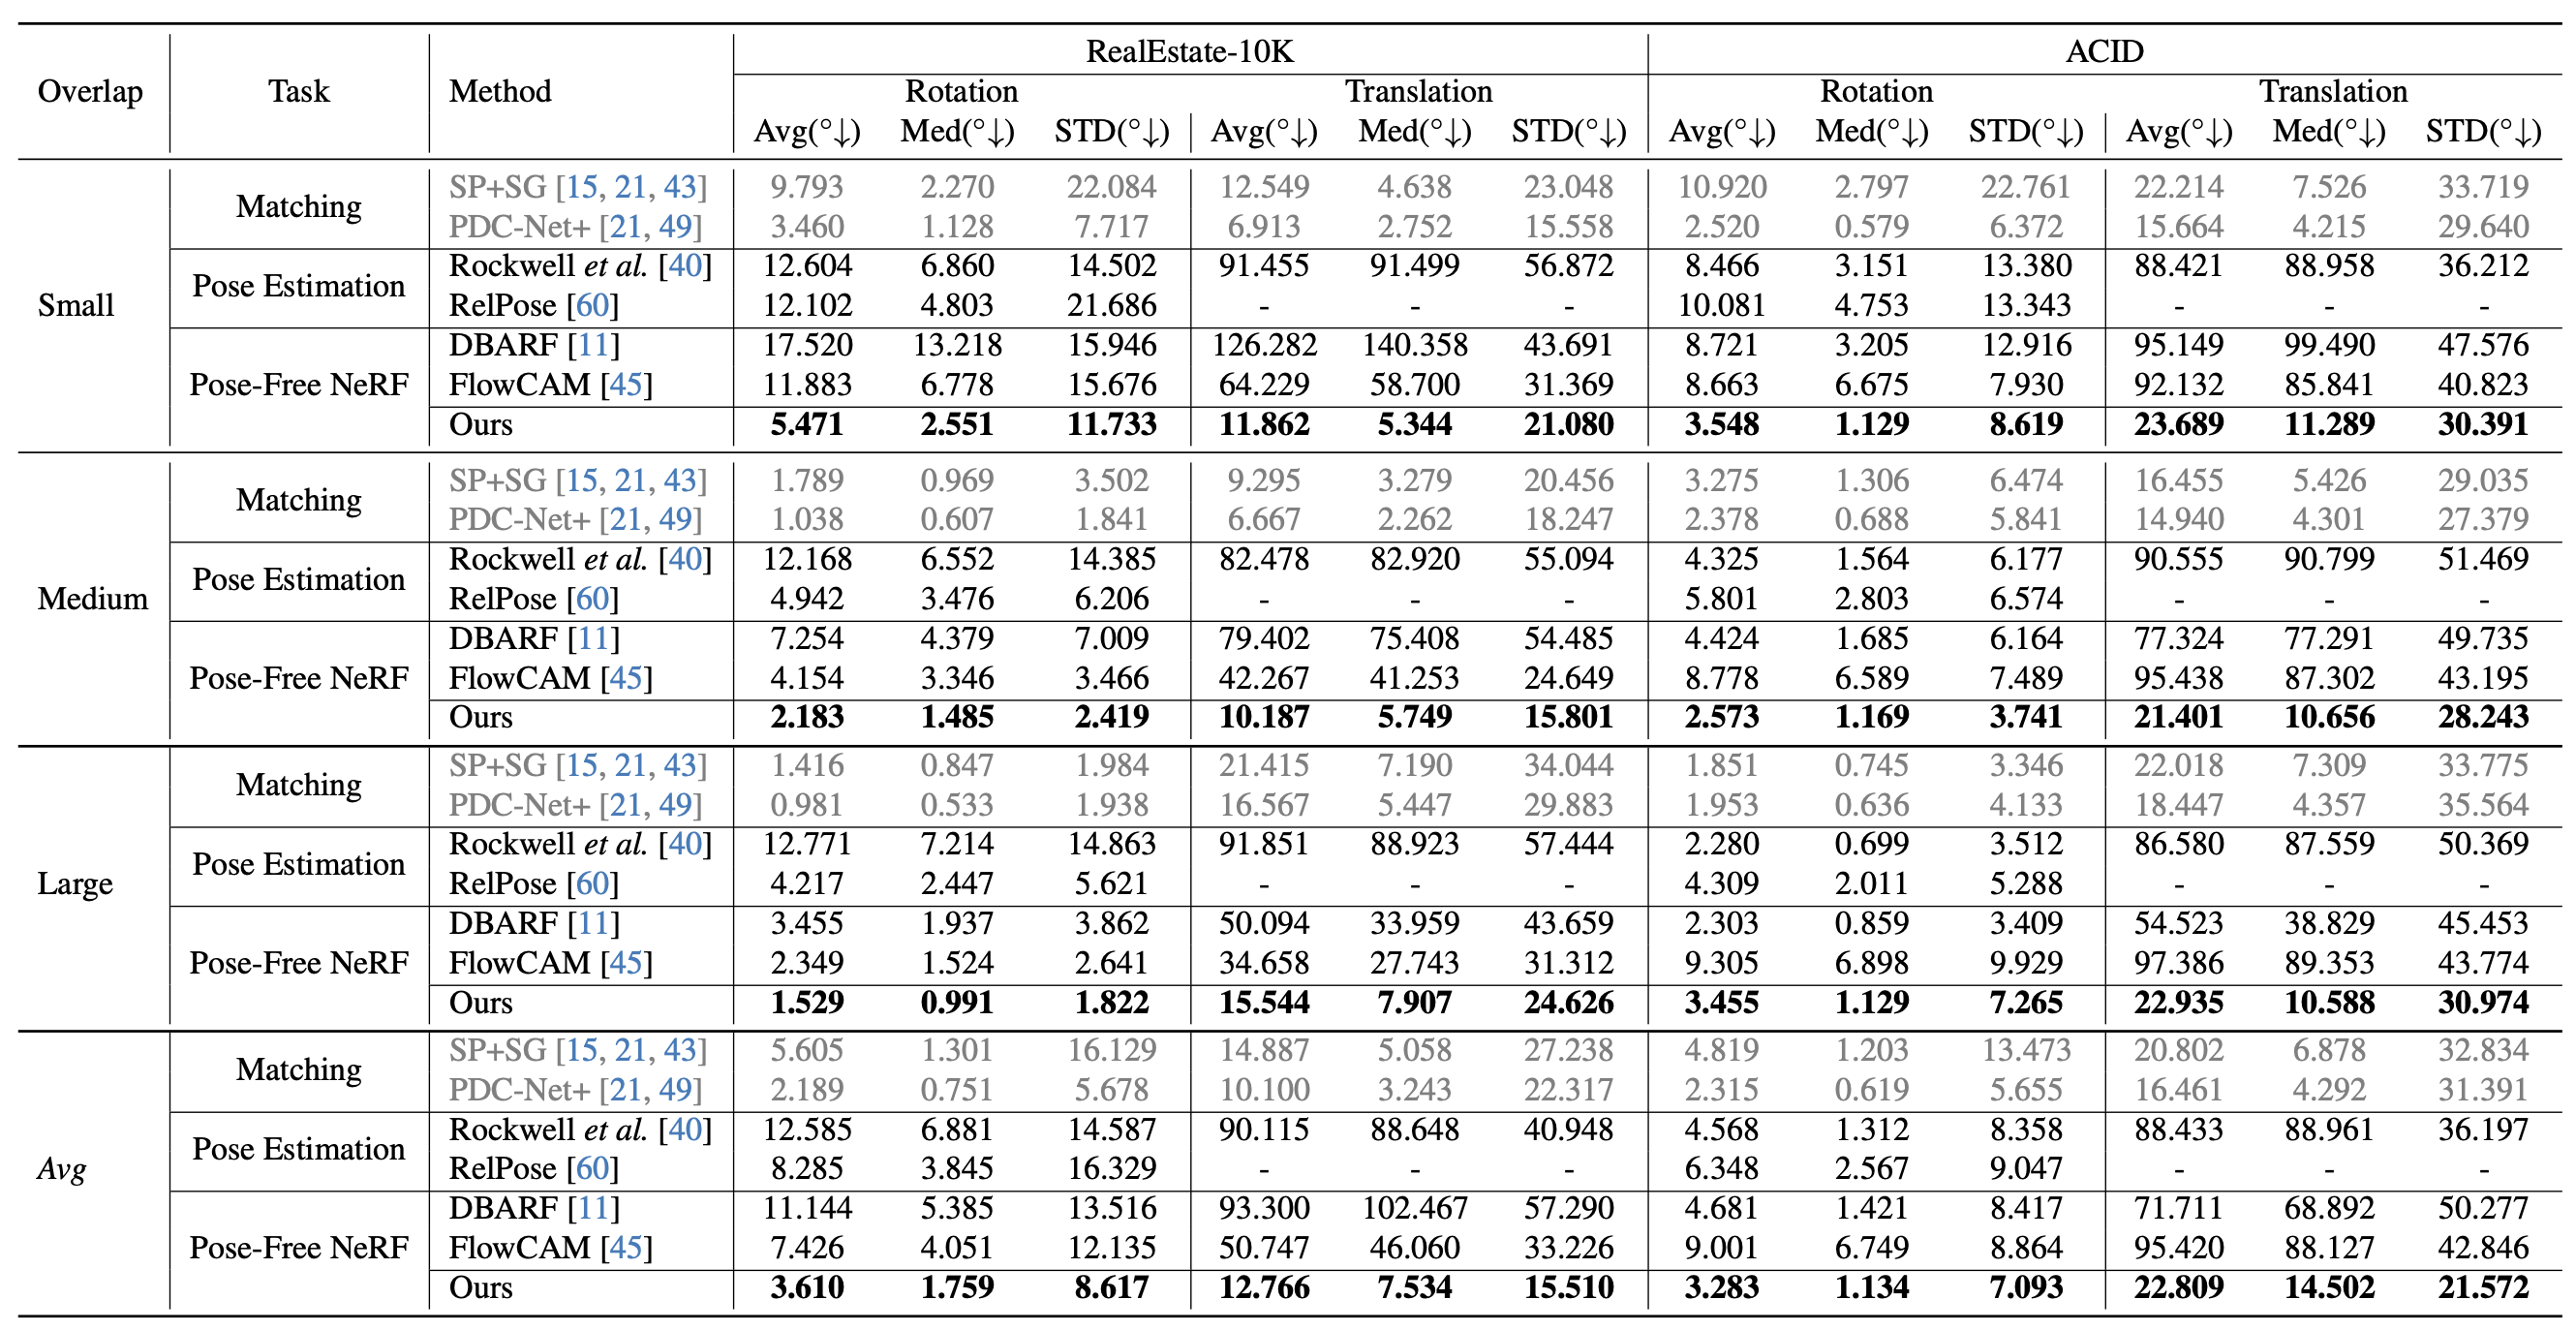 RealEstate-10K ACID
Overlap Task Method Rotation Translation Rotation Translation
Avg(°↓) Med(°↓) STD(°↓) Avg(°↓) Med(°↓) STD(°↓) Avg(°↓) Med(°↓) STD(°↓) Avg(°↓) Med(°↓) STD(°↓)
Small
Matching
SP+SG [15, 21, 43] 9.793 2.270 22.084 12.549 4.638 23.048 10.920 2.797 22.761 22.214 7.526 33.719
PDC-Net+ [21, 49] 3.460 1.128 7.717 6.913 2.752 15.558 2.520 0.579 6.372 15.664 4.215 29.640
Pose Estimation
Rockwell et al. [40] 12.604 6.860 14.502 91.455 91.499 56.872 8.466 3.151 13.380 88.421 88.958 36.212
RelPose [60] 12.102 4.803 21.686 - - - 10.081 4.753 13.343 - - -
Pose-Free NeRF
DBARF [11] 17.520 13.218 15.946 126.282 140.358 43.691 8.721 3.205 12.916 95.149 99.490 47.576
FlowCAM [45] 11.883 6.778 15.676 64.229 58.700 31.369 8.663 6.675 7.930 92.132 85.841 40.823
Ours 5.471 2.551 11.733 11.862 5.344 21.080 3.548 1.129 8.619 23.689 11.289 30.391
Medium
Matching
SP+SG [15, 21, 43] 1.789 0.969 3.502 9.295 3.279 20.456 3.275 1.306 6.474 16.455 5.426 29.035
PDC-Net+ [21, 49] 1.038 0.607 1.841 6.667 2.262 18.247 2.378 0.688 5.841 14.940 4.301 27.379
Pose Estimation
Rockwell et al. [40] 12.168 6.552 14.385 82.478 82.920 55.094 4.325 1.564 6.177 90.555 90.799 51.469
RelPose [60] 4.942 3.476 6.206 - - - 5.801 2.803 6.574 - - -
Pose-Free NeRF
DBARF [11] 7.254 4.379 7.009 79.402 75.408 54.485 4.424 1.685 6.164 77.324 77.291 49.735
FlowCAM [45] 4.154 3.346 3.466 42.267 41.253 24.649 8.778 6.589 7.489 95.438 87.302 43.195
Ours 2.183 1.485 2.419 10.187 5.749 15.801 2.573 1.169 3.741 21.401 10.656 28.243
Large
Matching
SP+SG [15, 21, 43] 1.416 0.847 1.984 21.415 7.190 34.044 1.851 0.745 3.346 22.018 7.309 33.775
PDC-Net+ [21, 49] 0.981 0.533 1.938 16.567 5.447 29.883 1.953 0.636 4.133 18.447 4.357 35.564
Pose Estimation
Rockwell et al. [40] 12.771 7.214 14.863 91.851 88.923 57.444 2.280 0.699 3.512 86.580 87.559 50.369
RelPose [60] 4.217 2.447 5.621 - - - 4.309 2.011 5.288 - - -
Pose-Free NeRF
DBARF [11] 3.455 1.937 3.862 50.094 33.959 43.659 2.303 0.859 3.409 54.523 38.829 45.453
FlowCAM [45] 2.349 1.524 2.641 34.658 27.743 31.312 9.305 6.898 9.929 97.386 89.353 43.774
Ours 1.529 0.991 1.822 15.544 7.907 24.626 3.455 1.129 7.265 22.935 10.588 30.974
Avg
Matching
SP+SG [15, 21, 43] 5.605 1.301 16.129 14.887 5.058 27.238 4.819 1.203 13.473 20.802 6.878 32.834
PDC-Net+ [21, 49] 2.189 0.751 5.678 10.100 3.243 22.317 2.315 0.619 5.655 16.461 4.292 31.391
Pose Estimation
Rockwell et al. [40] 12.585 6.881 14.587 90.115 88.648 40.948 4.568 1.312 8.358 88.433 88.961 36.197
RelPose [60] 8.285 3.845 16.329 - - - 6.348 2.567 9.047 - - -
Pose-Free NeRF
DBARF [11] 11.144 5.385 13.516 93.300 102.467 57.290 4.681 1.421 8.417 71.711 68.892 50.277
FlowCAM [45] 7.426 4.051 12.135 50.747 46.060 33.226 9.001 6.749 8.864 95.420 88.127 42.846
Ours 3.610 1.759 8.617 12.766 7.534 15.510 3.283 1.134 7.093 22.809 14.502 21.572